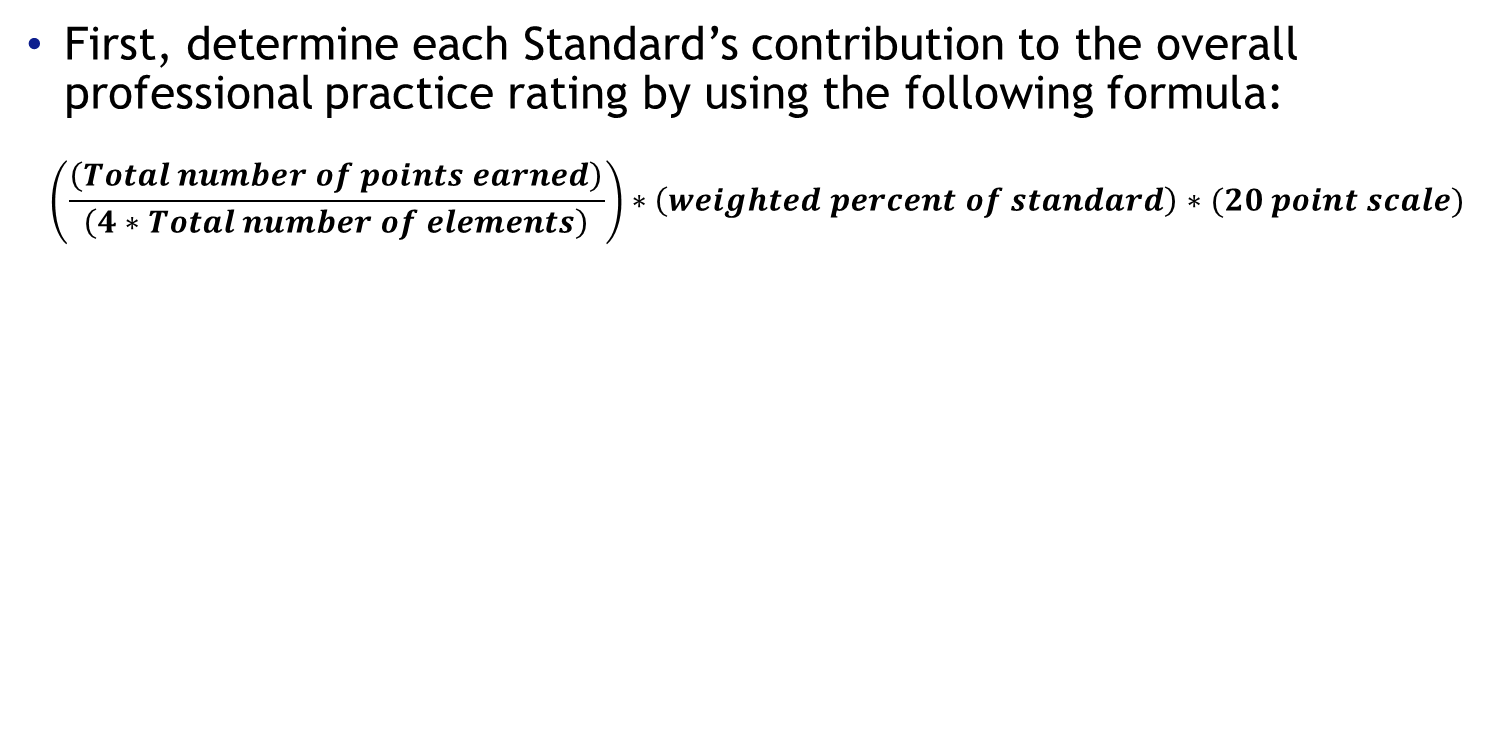 • First, determine each Standard’s contribution to the overall
professional practice rating by using the following formula:
((Total number of points earned) / (4 * Total number of elements)) * (weighted percent of standard) * (20 point scale)